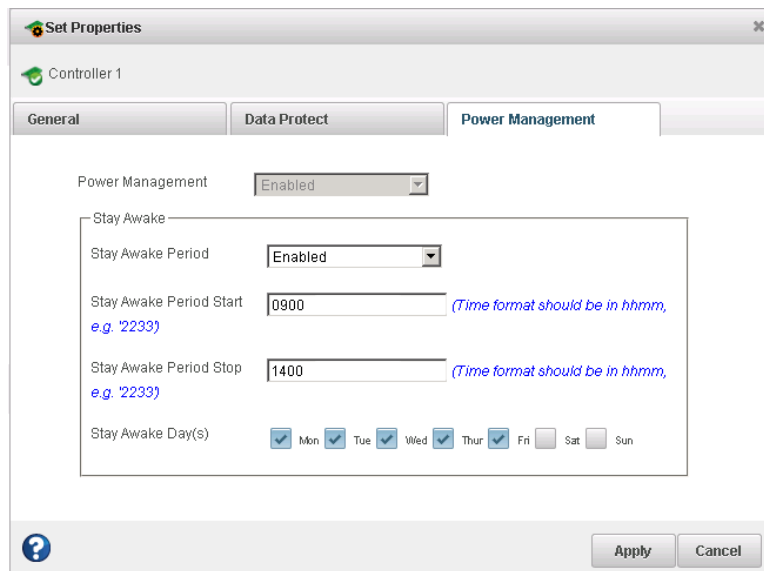 Set Properties
Controller 1
General Data Protect Power Management
Power Management Enabled
Stay Awake
Stay Awake Period Enabled
Stay Awake Period Start 0900 (Time format should be in hhmm,
e.g. '2233')
Stay Awake Period Stop 1400 (Time format should be in hhmm,
e.g. '2233')
Stay Awake Day(s) Mon Tue Wed Thur Fri Sat Sun
? Apply Cancel